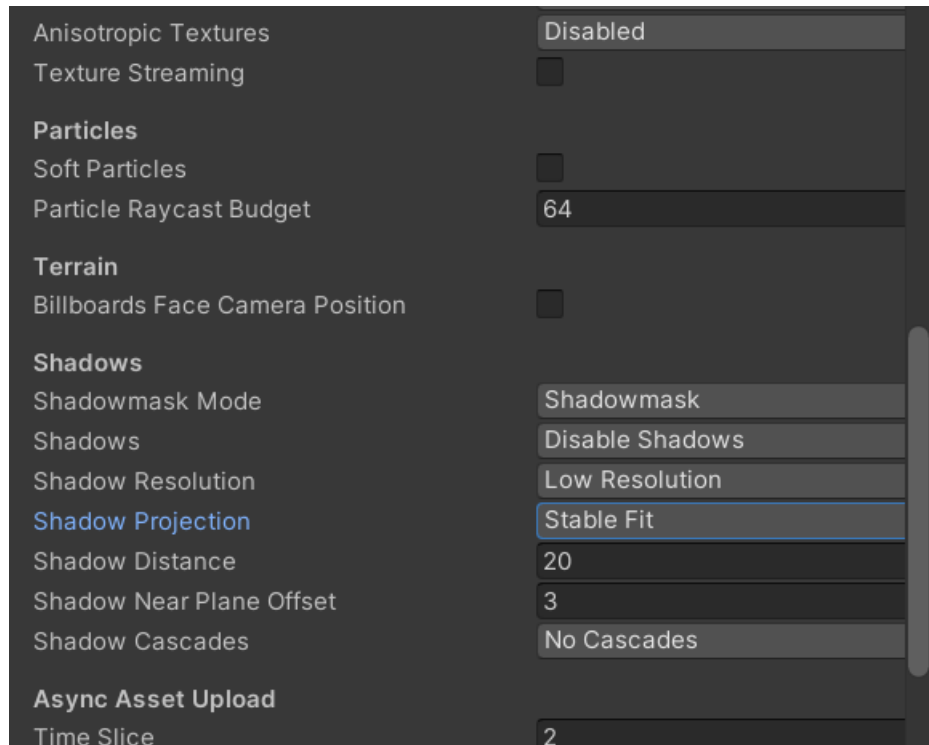 Anisotropic Textures Disabled
Texture Streaming
Particles
Soft Particles
Particle Raycast Budget 64
Terrain
Billboards Face Camera Position
Shadows
Shadowmask Mode Shadowmask
Shadows Disable Shadows
Shadow Resolution Low Resolution
Shadow Projection Stable Fit
Shadow Distance 20
Shadow Near Plane Offset 3
Shadow Cascades No Cascades
Async Asset Upload
Time Slice 2